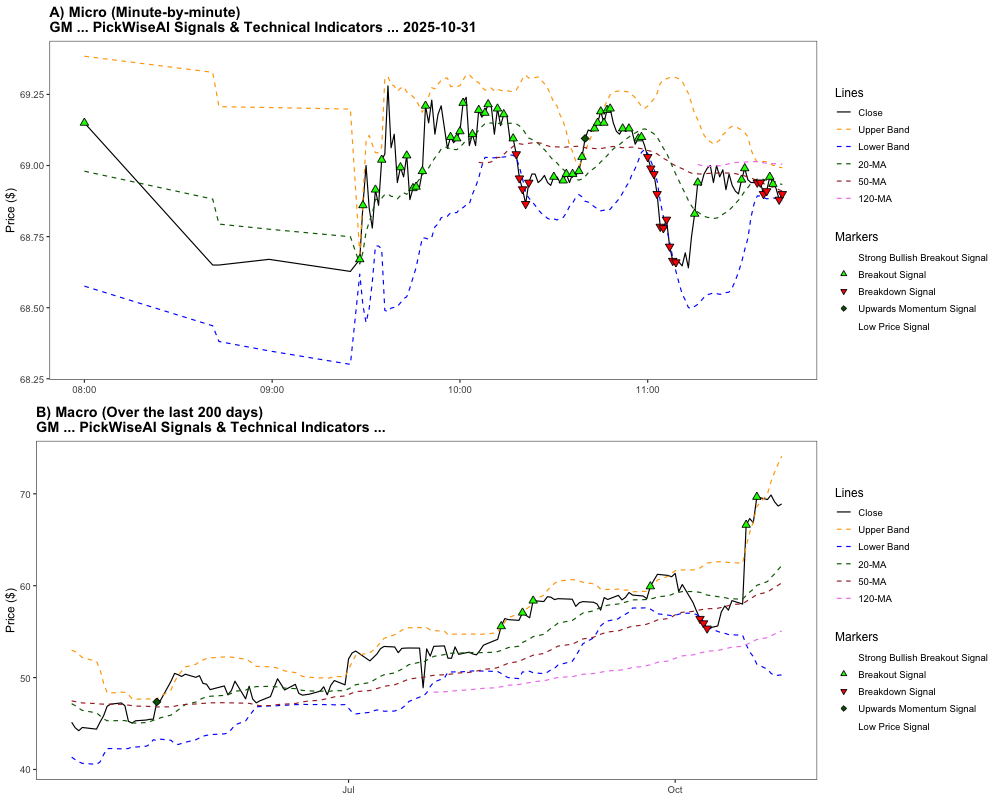 A) Micro (Minute-by-minute)
GM ... PickWiseAI Signals & Technical Indicators ... 2025-10-31
69.25
69.00
68.75
68.50
68.25
Price ($)
08:00
09:00
10:00
11:00
Lines
Close
Upper Band
Lower Band
20-MA
50-MA
120-MA
Markers
Strong Bullish Breakout Signal
Breakout Signal
Breakdown Signal
Upwards Momentum Signal
Low Price Signal
B) Macro (Over the last 200 days)
GM ... PickWiseAI Signals & Technical Indicators ...
70
60
50
40
Price ($)
Jul
Oct
Lines
Close
Upper Band
Lower Band
20-MA
50-MA
120-MA
Markers
Strong Bullish Breakout Signal
Breakout Signal
Breakdown Signal
Upwards Momentum Signal
Low Price Signal